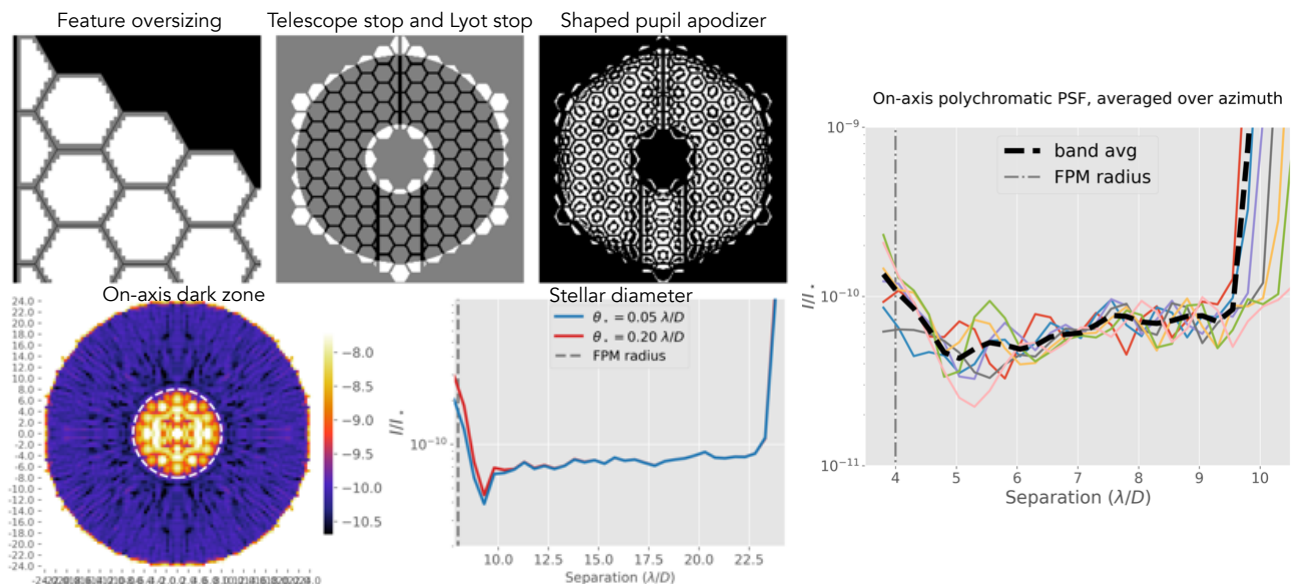 Feature oversizing
Telescope stop and Lyot stop
Shaped pupil apodizer
On-axis dark zone
24.0
22.0
20.0
18.0
16.0
14.0
12.0
10.0
8.0
6.0
4.0
2.0
0.0
-2.0
-4.0
-6.0
-8.0
-10.0
-12.0
-14.0
-16.0
-18.0
-20.0
-22.0
-24.0
−8.0
−8.5
−9.0
−9.5
−10.0
−10.5
Stellar diameter
θ⋆ = 0.05 λ/D
θ⋆ = 0.20 λ/D
FPM radius
I/I⋆
10⁻¹⁰
10.0 12.5 15.0 17.5 20.0 22.5
Separation (λ/D)
On-axis polychromatic PSF, averaged over azimuth
band avg
FPM radius
I/I⋆
10⁻⁹
10⁻¹⁰
10⁻¹¹
4 5 6 7 8 9 10
Separation (λ/D)